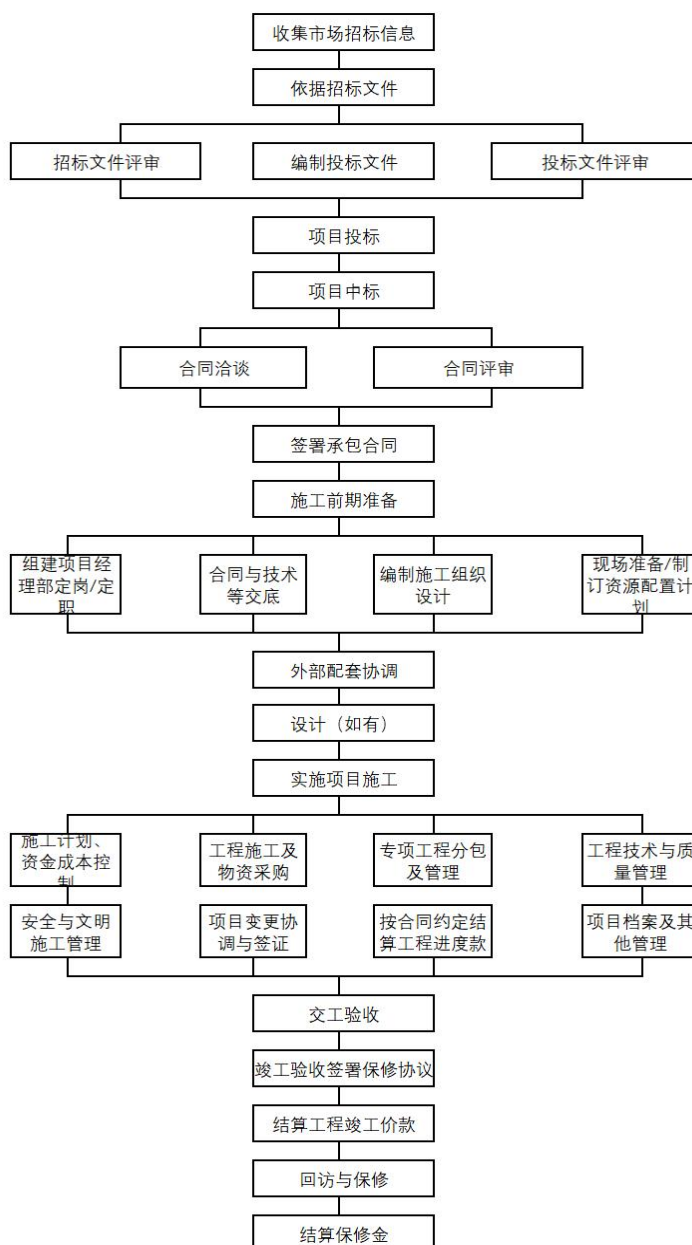 收集市场招标信息
依据招标文件
招标文件评审
编制投标文件
投标文件评审
项目投标
项目中标
合同洽谈
合同评审
签署承包合同
施工前期准备
组建项目经
理部定岗/定
职
合同与技术
等交底
编制施工组织
设计
现场准备/制
订资源配置计
划
外部配套协调
设计（如有）
实施项目施工
施工计划、
资金成本控
制
工程施工及
物资采购
专项工程分包
及管理
工程技术与质
量管理
安全与文明
施工管理
项目变更协
调与签证
按合同约定结
算工程进度款
项目档案及其
他管理
交工验收
竣工验收签署保修协议
结算工程竣工价款
回访与保修
结算保修金